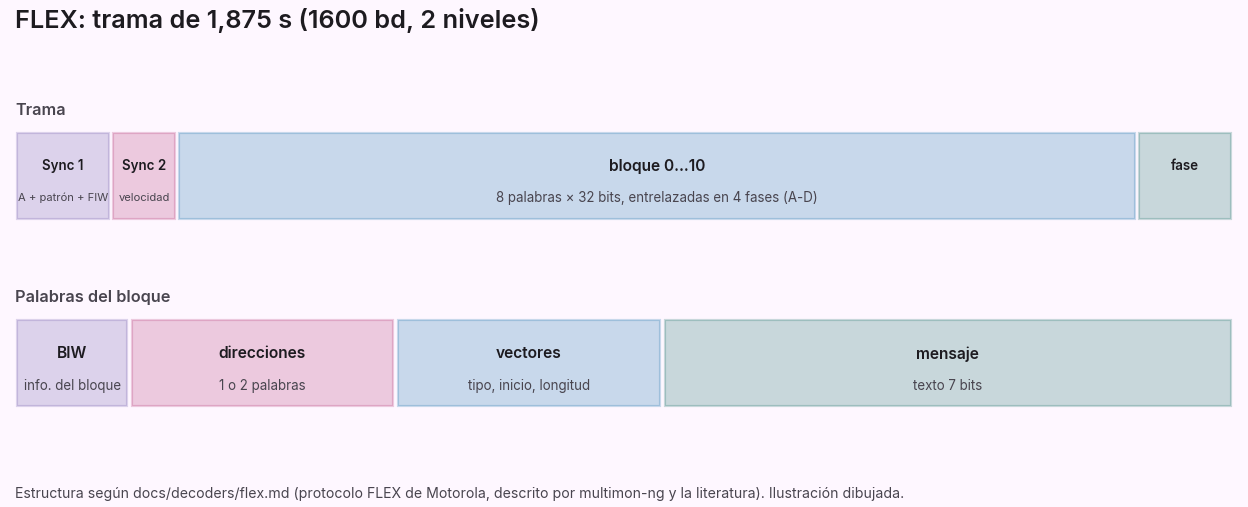 FLEX: trama de 1,875 s (1600 bd, 2 niveles)
Trama
Sync 1
Sync 2
bloque 0...10
fase
A + patrón + FIW
velocidad
8 palabras × 32 bits, entrelazadas en 4 fases (A-D)
Palabras del bloque
BIW
direcciones
vectores
mensaje
info. del bloque
1 o 2 palabras
tipo, inicio, longitud
texto 7 bits
Estructura según docs/decoders/flex.md (protocolo FLEX de Motorola, descrito por multimon-ng y la literatura). Ilustración dibujada.